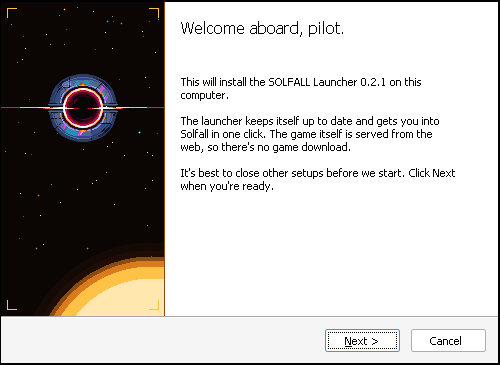 Welcome aboard, pilot.
This will install the SOLFALL Launcher 0.2.1 on this
computer.
The launcher keeps itself up to date and gets you into
Solfall in one click. The game itself is served from the
web, so there's no game download.
It's best to close other setups before we start. Click Next
when you're ready.
Next >
Cancel